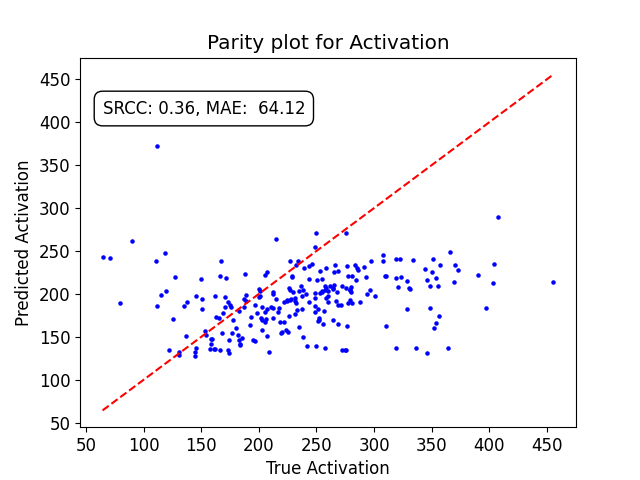 Parity plot for Activation
SRCC: 0.36, MAE:  64.12
Predicted Activation
450
400
350
300
250
200
150
100
50
50 100 150 200 250 300 350 400 450
True Activation